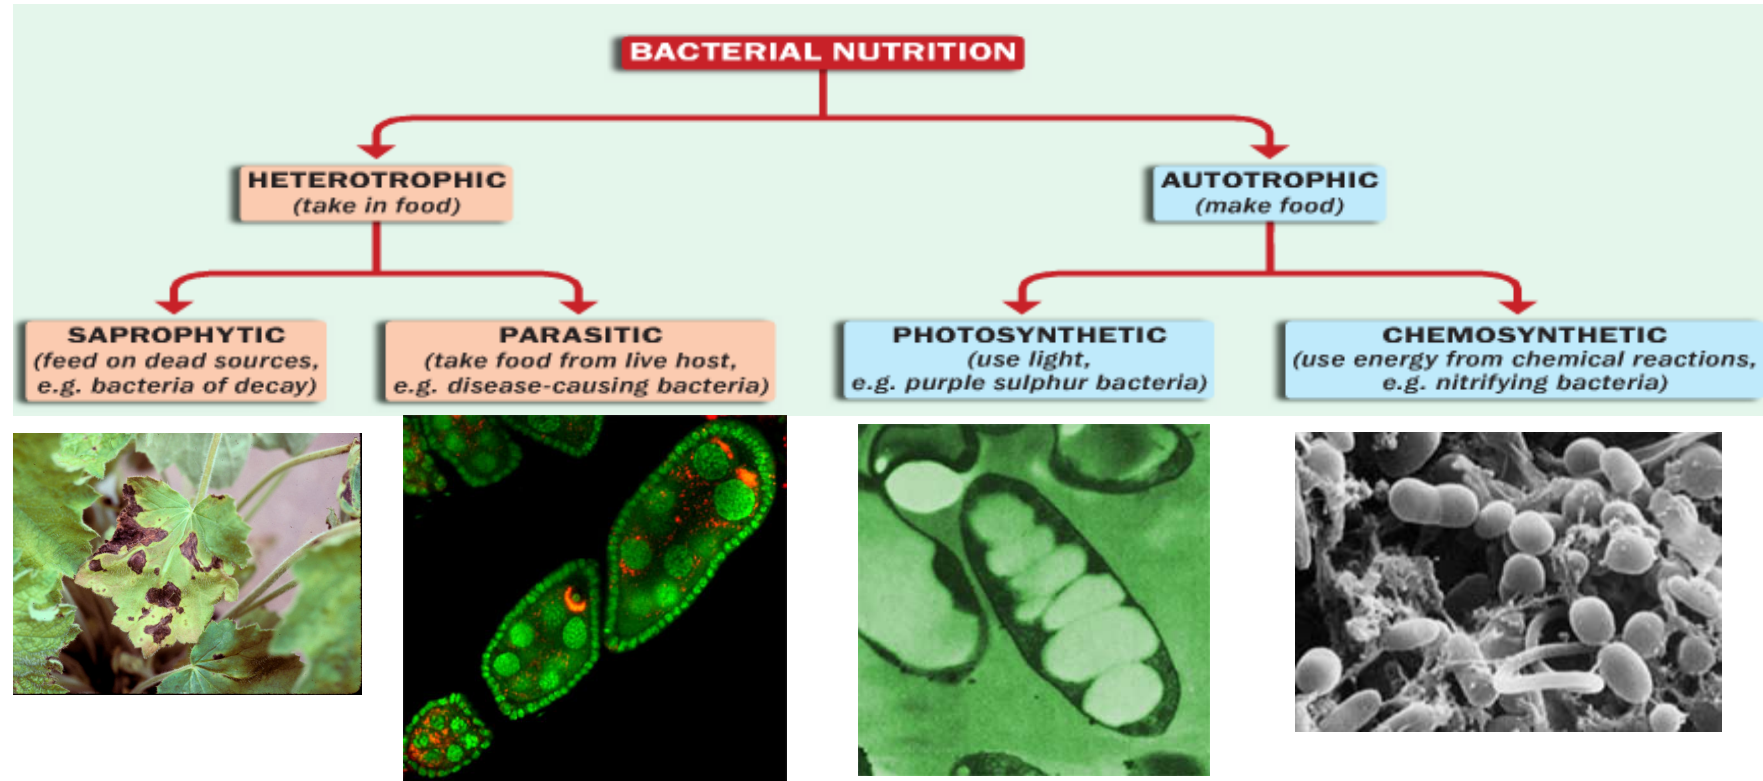 BACTERIAL NUTRITION
HETEROTROPHIC
(take in food)
AUTOTROPHIC
(make food)
SAPROPHYTIC
(feed on dead sources,
e.g. bacteria of decay)
PARASITIC
(take food from live host,
e.g. disease-causing bacteria)
PHOTOSYNTHETIC
(use light,
e.g. purple sulphur bacteria)
CHEMOSYNTHETIC
(use energy from chemical reactions,
e.g. nitrifying bacteria)